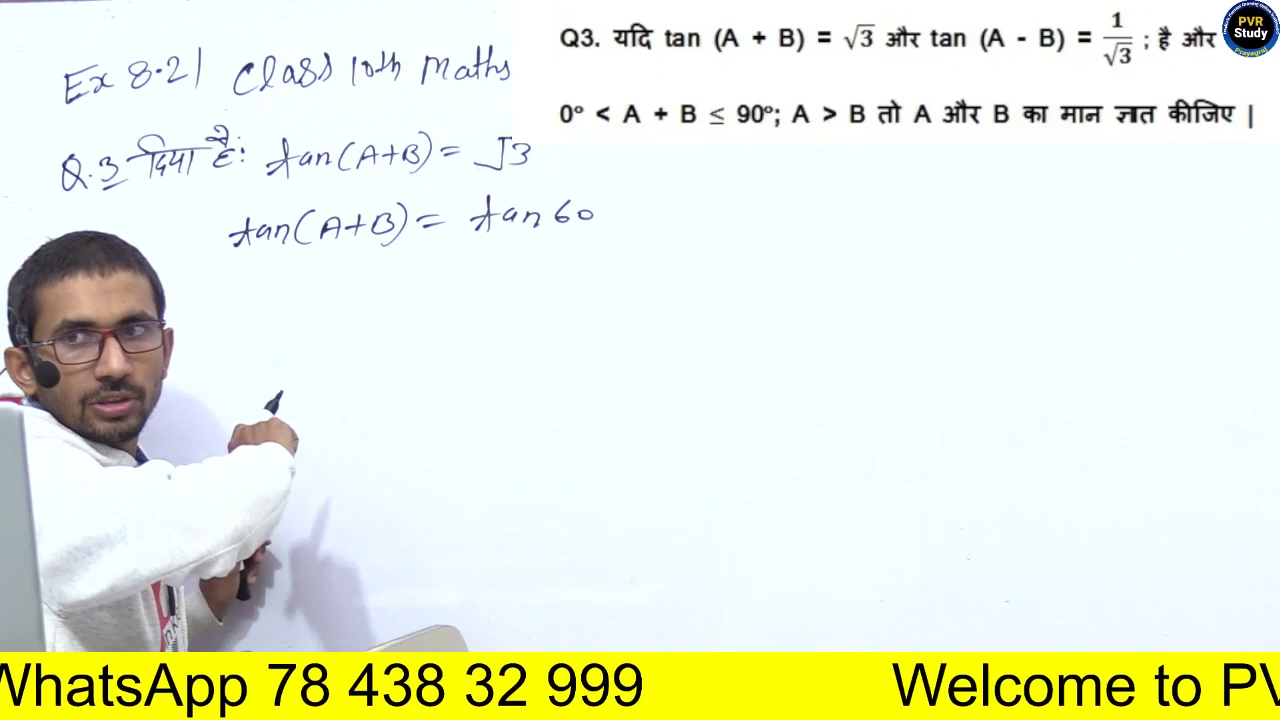 Q3. यदि tan (A + B) = √3 और tan (A - B) = 1/√3 ; है और
0° < A + B ≤ 90°; A > B तो A और B का मान ज्ञात कीजिए |
PVR
Study
Prayagraj
Ex 8.2| Class 10th Maths
Q.3 दिया है: tan(A+B) = √3
tan(A+B) = tan 60
WhatsApp 78 438 32 999
Welcome to PV